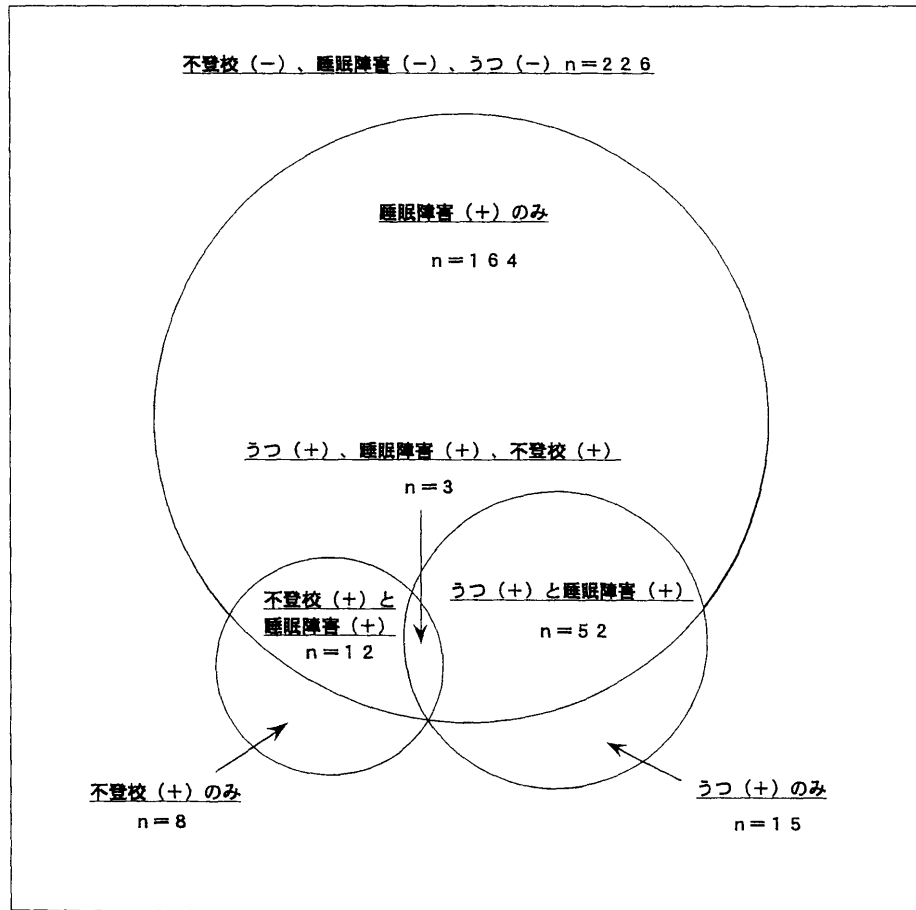 不登校（－）、睡眠障害（－）、うつ（－）ｎ＝２２６
睡眠障害（＋）のみ
ｎ＝１６４
うつ（＋）、睡眠障害（＋）、不登校（＋）
ｎ＝３
不登校（＋）と
睡眠障害（＋）
ｎ＝１２
うつ（＋）と睡眠障害（＋）
ｎ＝５２
不登校（＋）のみ
ｎ＝８
うつ（＋）のみ
ｎ＝１５